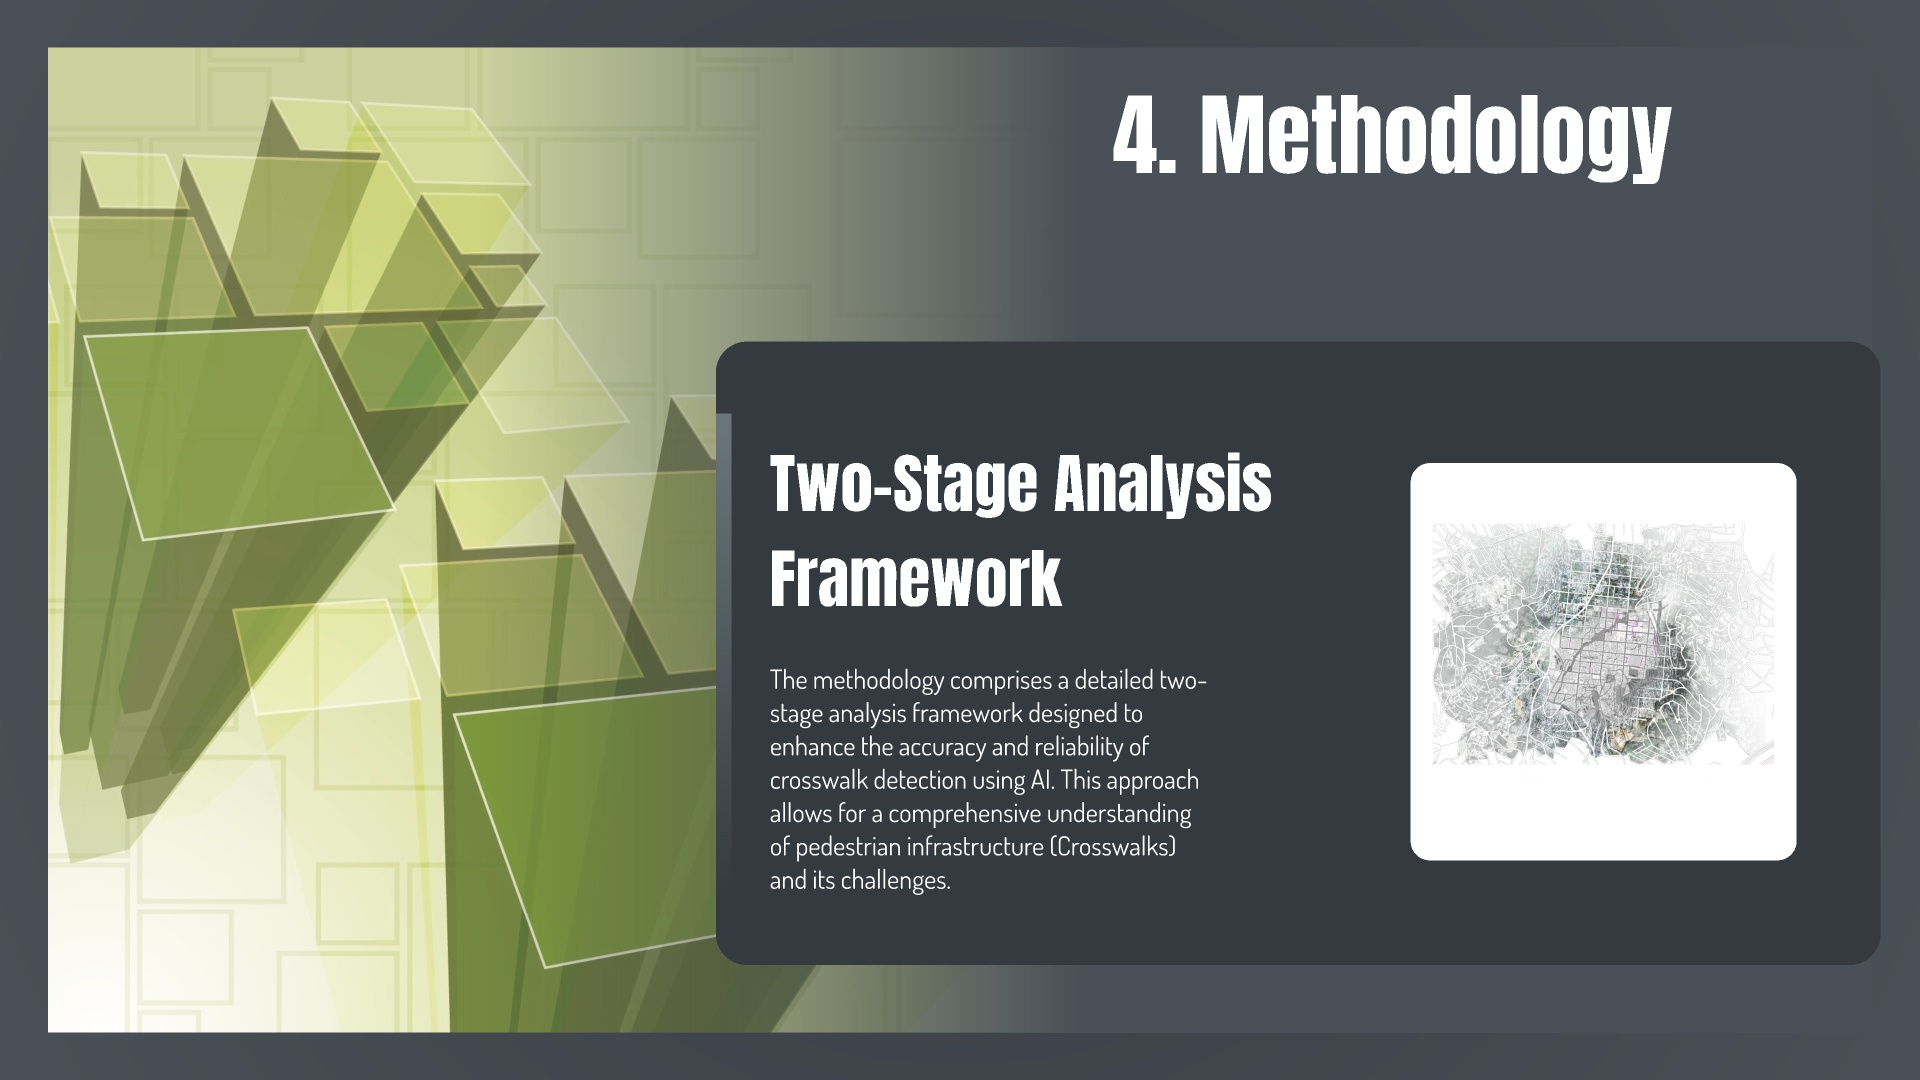 4. Methodology
Two-Stage Analysis
Framework
The methodology comprises a detailed two-
stage analysis framework designed to
enhance the accuracy and reliability of
crosswalk detection using AI. This approach
allows for a comprehensive understanding
of pedestrian infrastructure (Crosswalks)
and its challenges.